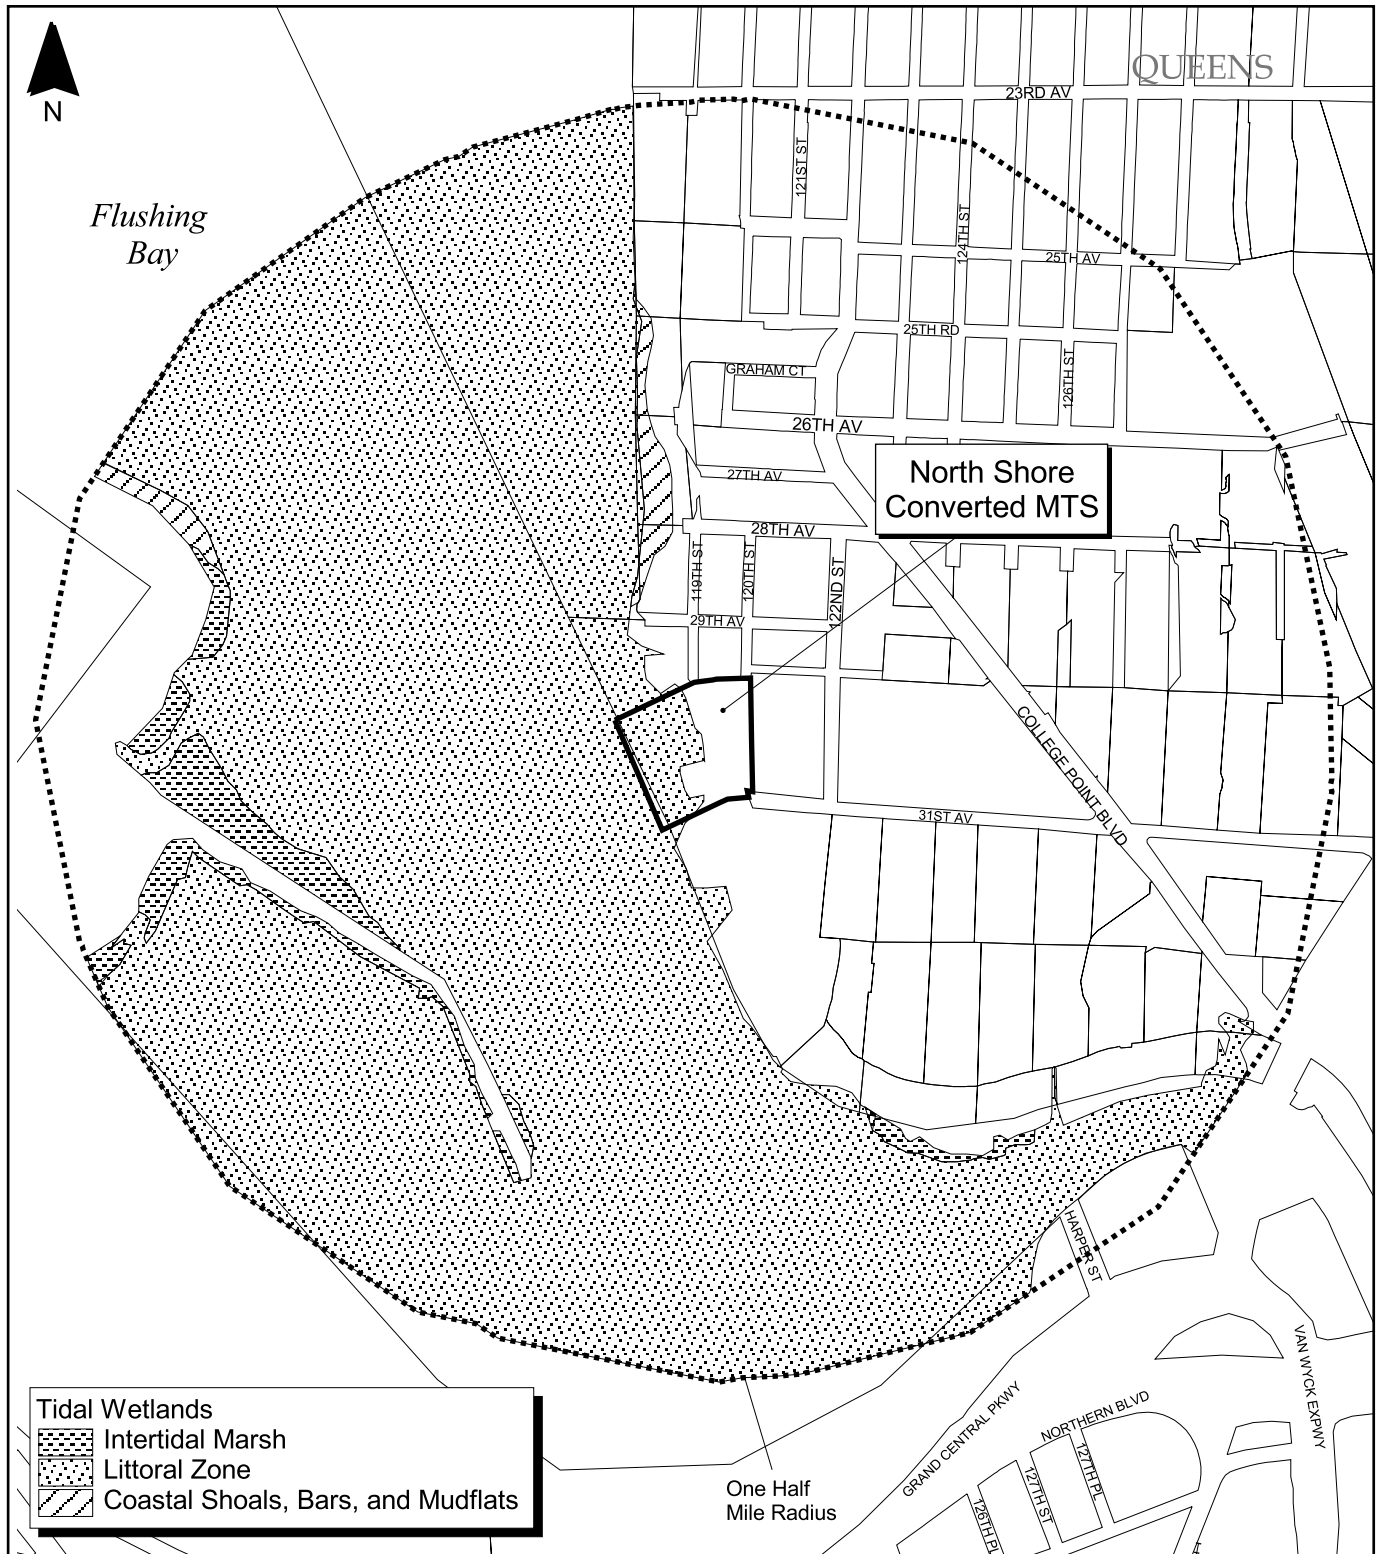 QUEENS
23RD AV
N
121ST ST
Flushing
Bay
124TH ST
25TH AV
25TH RD
126TH ST
GRAHAM CT
26TH AV
North Shore
Converted MTS
27TH AV
28TH AV
119TH ST
120TH ST
122ND ST
29TH AV
COLLEGE POINT BLVD
31ST AV
HARPER ST
VAN WYCK EXPWY
GRAND CENTRAL PKWY
NORTHERN BLVD
127TH PL
127TH ST
126TH PL
Tidal Wetlands
Intertidal Marsh
Littoral Zone
Coastal Shoals, Bars, and Mudflats
One Half
Mile Radius